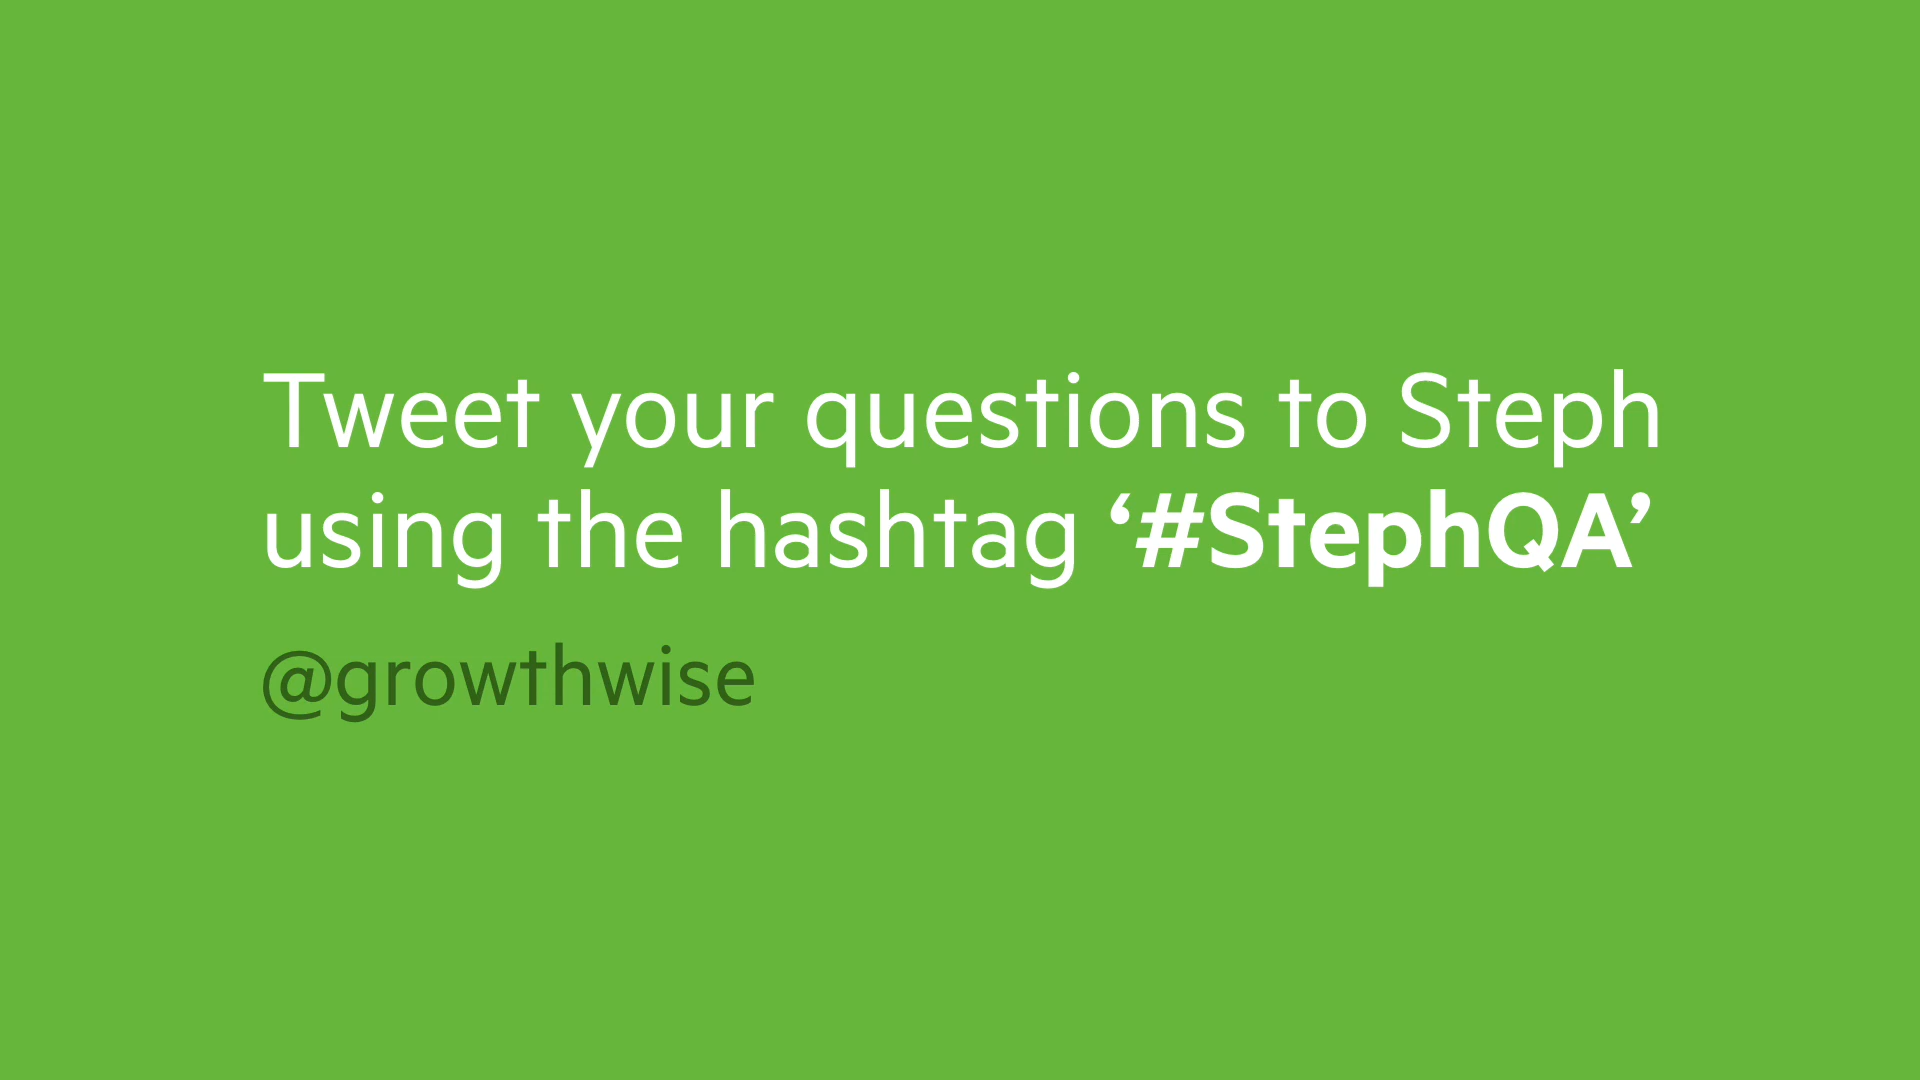 Tweet your questions to Steph
using the hashtag ‘#StephQA’
@growthwise